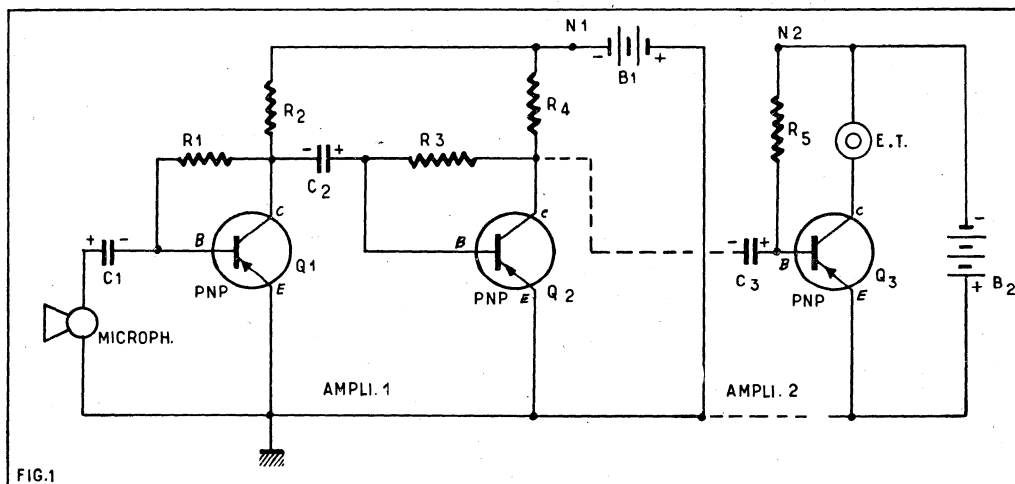 N1
N2
- +
B1
R2
R4
R1
- +
C2
R3
R5
E.T.
C
C
C
+ -
C1
B
Q1
B
Q2
- +
C3
B
Q3
-
+
B2
PNP
E
PNP
E
PNP
E
MICROPH.
AMPLI.1
AMPLI.2
FIG.1